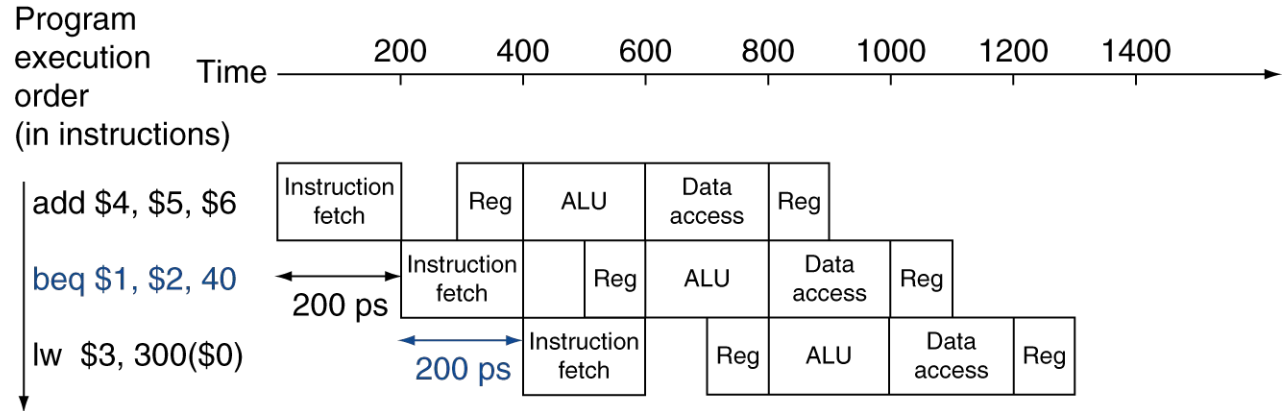 Program
execution
order
(in instructions)
Time
200 400 600 800 1000 1200 1400
add $4, $5, $6
Instruction
fetch
Reg
ALU
Data
access
Reg
beq $1, $2, 40
200 ps
Instruction
fetch
Reg
ALU
Data
access
Reg
lw $3, 300($0)
200 ps
Instruction
fetch
Reg
ALU
Data
access
Reg